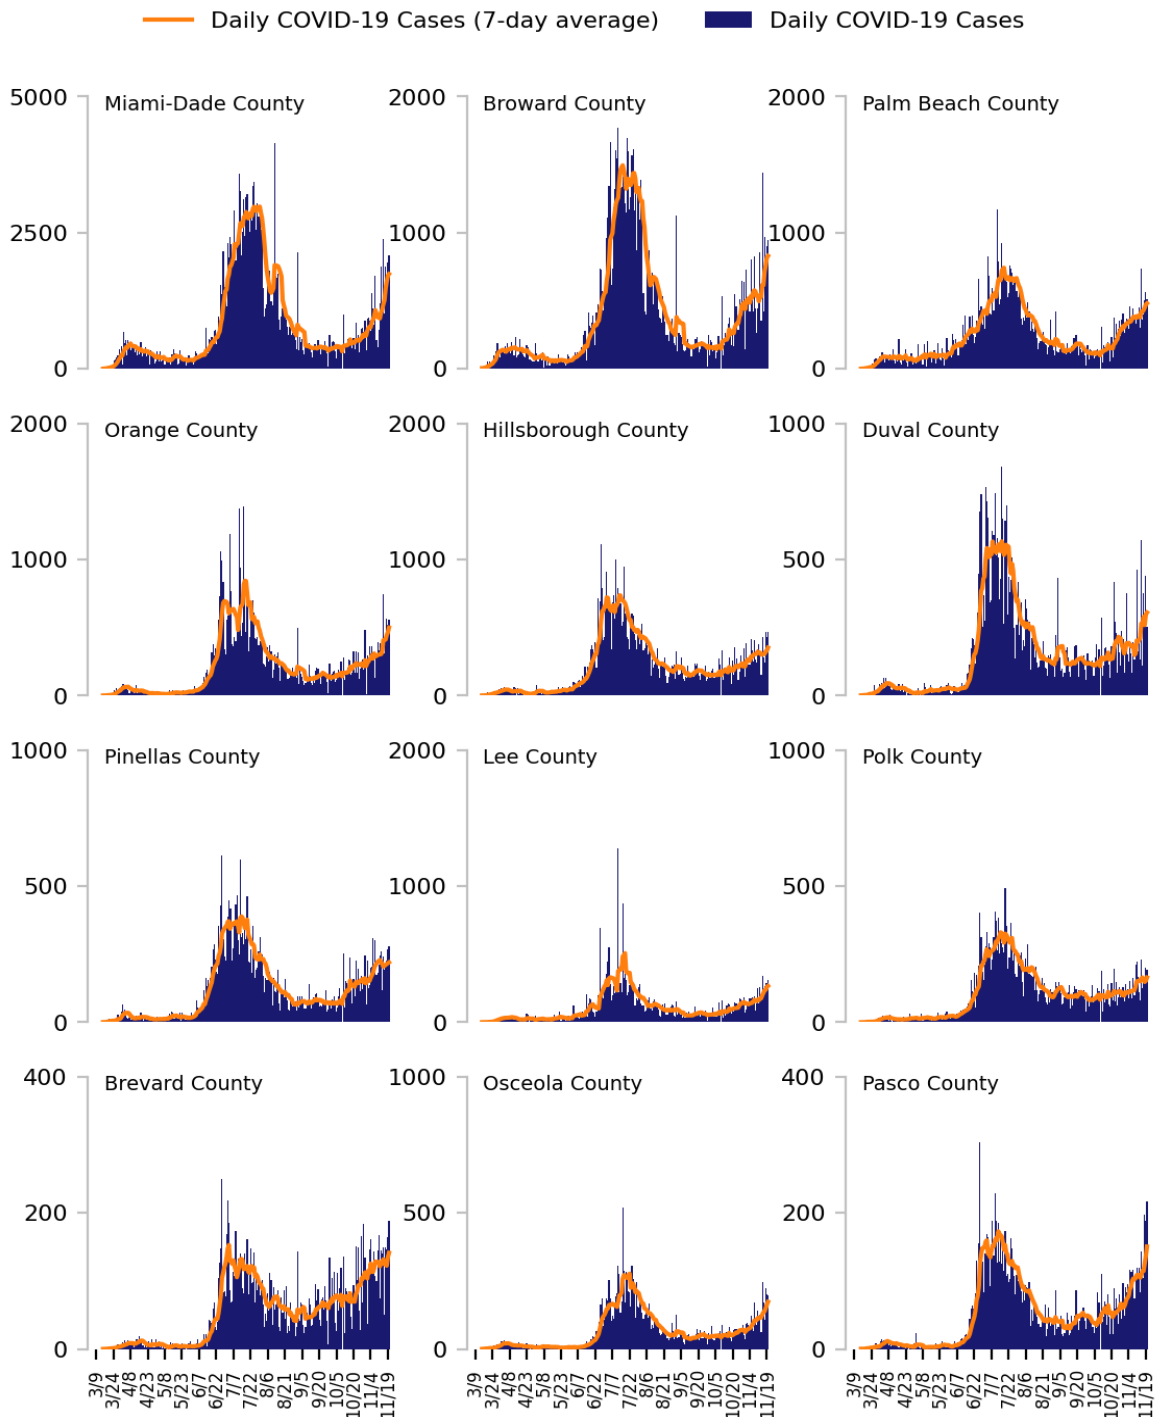 Daily COVID-19 Cases (7-day average) Daily COVID-19 Cases
5000 Miami-Dade County 2000 Broward County 2000 Palm Beach County
2500 1000 1000
0 0 0
2000 Orange County 2000 Hillsborough County 1000 Duval County
1000 1000 500
0 0 0
1000 Pinellas County 2000 Lee County 1000 Polk County
500 1000 500
0 0 0
400 Brevard County 1000 Osceola County 400 Pasco County
200 500 200
0 0 0
3/9 3/24 4/8 4/23 5/8 5/23 6/7 6/22 7/7 7/22 8/6 8/21 9/5 9/20 10/5 10/20 11/4 11/19 3/9 3/24 4/8 4/23 5/8 5/23 6/7 6/22 7/7 7/22 8/6 8/21 9/5 9/20 10/5 10/20 11/4 11/19 3/9 3/24 4/8 4/23 5/8 5/23 6/7 6/22 7/7 7/22 8/6 8/21 9/5 9/20 10/5 10/20 11/4 11/19